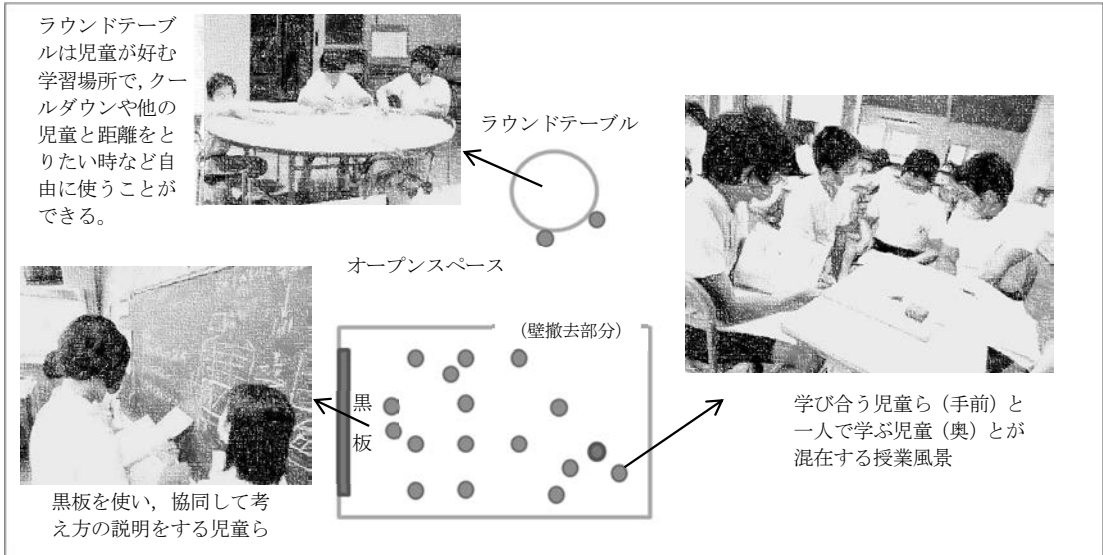 ラウンドテーブ
ルは児童が好む
学習場所で，クー
ルダウンや他の
児童と距離をと
りたい時など自
由に使うことが
できる。
ラウンドテーブル
オープンスペース
（壁撤去部分）
黒
板
黒板を使い，協同して考
え方の説明をする児童ら
学び合う児童ら（手前）と
一人で学ぶ児童（奥）とが
混在する授業風景